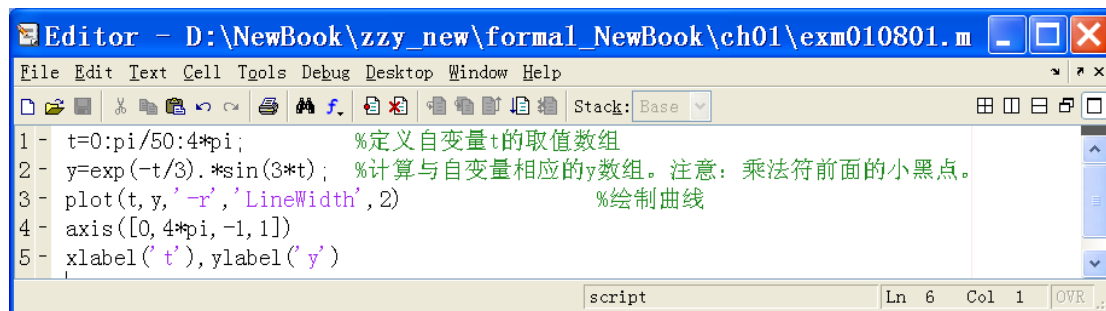 Editor - D:\NewBook\zzy_new\formal_NewBook\ch01\exm010801.m
File Edit Text Cell Tools Debug Desktop Window Help
Stack: Base
1 - t=0:pi/50:4*pi; %定义自变量t的取值数组
2 - y=exp(-t/3).*sin(3*t); %计算与自变量相应的y数组。注意：乘法符前面的小黑点。
3 - plot(t,y,'-r','LineWidth',2) %绘制曲线
4 - axis([0,4*pi,-1,1])
5 - xlabel('t'),ylabel('y')
script Ln 6 Col 1 OVR